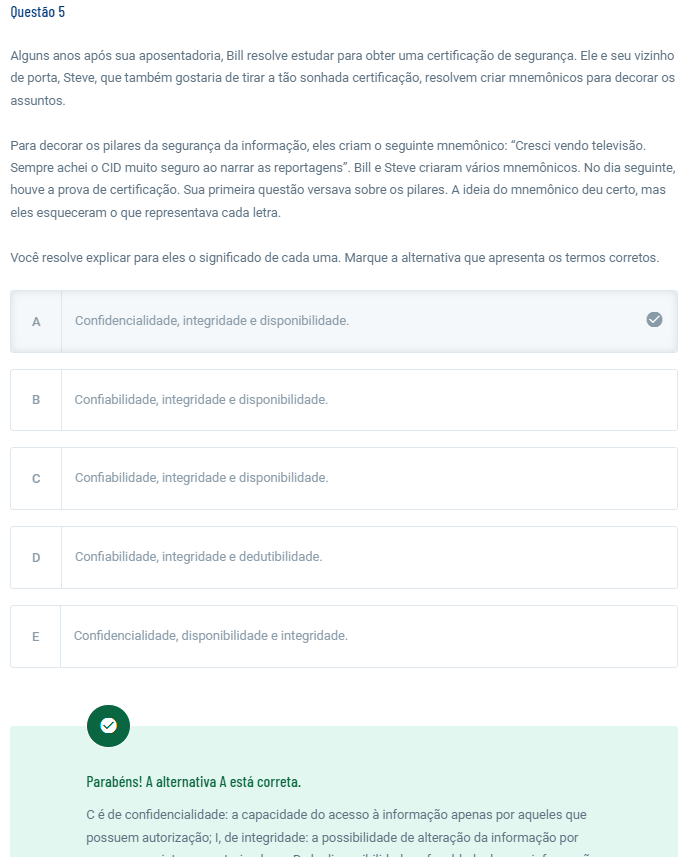 Questão 5
Alguns anos após sua aposentadoria, Bill resolve estudar para obter uma certificação de segurança. Ele e seu vizinho
de porta, Steve, que também gostaria de tirar a tão sonhada certificação, resolvem criar mnemônicos para decorar os
assuntos.
Para decorar os pilares da segurança da informação, eles criam o seguinte mnemônico: “Cresci vendo televisão.
Sempre achei o CID muito seguro ao narrar as reportagens”. Bill e Steve criaram vários mnemônicos. No dia seguinte,
houve a prova de certificação. Sua primeira questão versava sobre os pilares. A ideia do mnemônico deu certo, mas
eles esqueceram o que representava cada letra.
Você resolve explicar para eles o significado de cada uma. Marque a alternativa que apresenta os termos corretos.
A Confidencialidade, integridade e disponibilidade.
B Confiabilidade, integridade e disponibilidade.
C Confiabilidade, integridade e disponibilidade.
D Confiabilidade, integridade e dedutibilidade.
E Confidencialidade, disponibilidade e integridade.
Parabéns! A alternativa A está correta.
C é de confidencialidade: a capacidade do acesso à informação apenas por aqueles que
possuem autorização; I, de integridade: a possibilidade de alteração da informação por